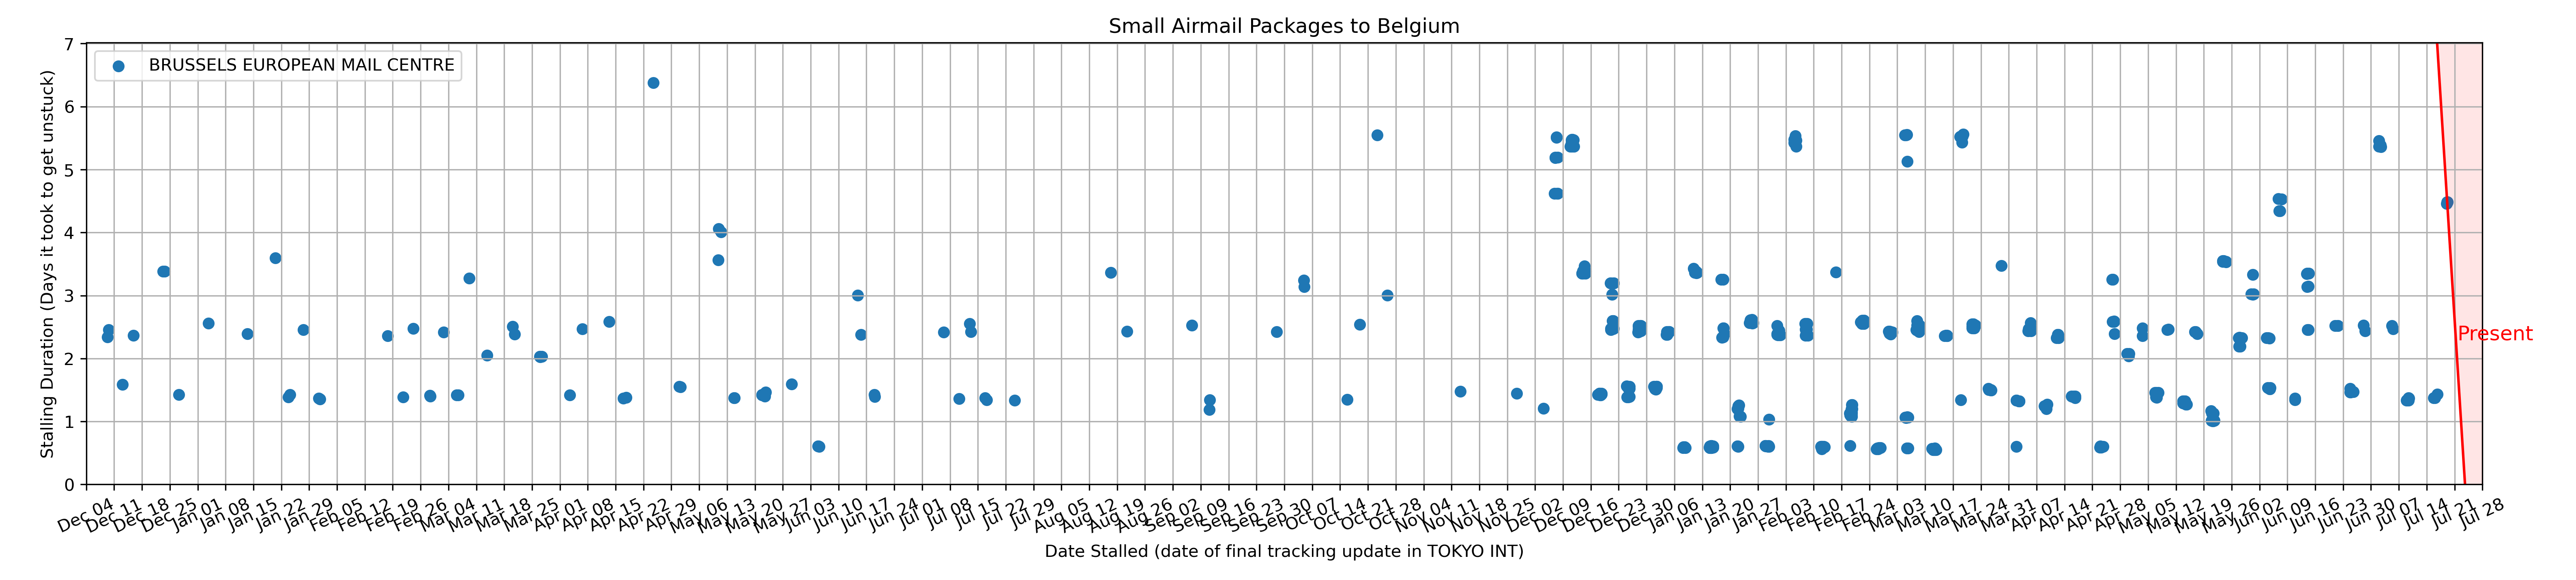 Small Airmail Packages to Belgium
BRUSSELS EUROPEAN MAIL CENTRE
Stalling Duration (Days it took to get unstuck)
7
6
5
4
3
2
1
0
Present
Dec 04
Dec 11
Dec 18
Dec 25
Jan 01
Jan 08
Jan 15
Jan 22
Jan 29
Feb 05
Feb 12
Feb 19
Feb 26
Mar 04
Mar 11
Mar 18
Mar 25
Apr 01
Apr 08
Apr 15
Apr 22
Apr 29
May 06
May 13
May 20
May 27
Jun 03
Jun 10
Jun 17
Jun 24
Jul 01
Jul 08
Jul 15
Jul 22
Jul 29
Aug 05
Aug 12
Aug 19
Aug 26
Sep 02
Sep 09
Sep 16
Sep 23
Sep 30
Oct 07
Oct 14
Oct 21
Oct 28
Nov 04
Nov 11
Nov 18
Nov 25
Dec 02
Dec 09
Dec 16
Dec 23
Dec 30
Jan 06
Jan 13
Jan 20
Jan 27
Feb 03
Feb 10
Feb 17
Feb 24
Mar 03
Mar 10
Mar 17
Mar 24
Mar 31
Apr 07
Apr 14
Apr 21
Apr 28
May 05
May 12
May 19
May 26
Jun 02
Jun 09
Jun 16
Jun 23
Jun 30
Jul 07
Jul 14
Jul 21
Jul 28
Date Stalled (date of final tracking update in TOKYO INT)